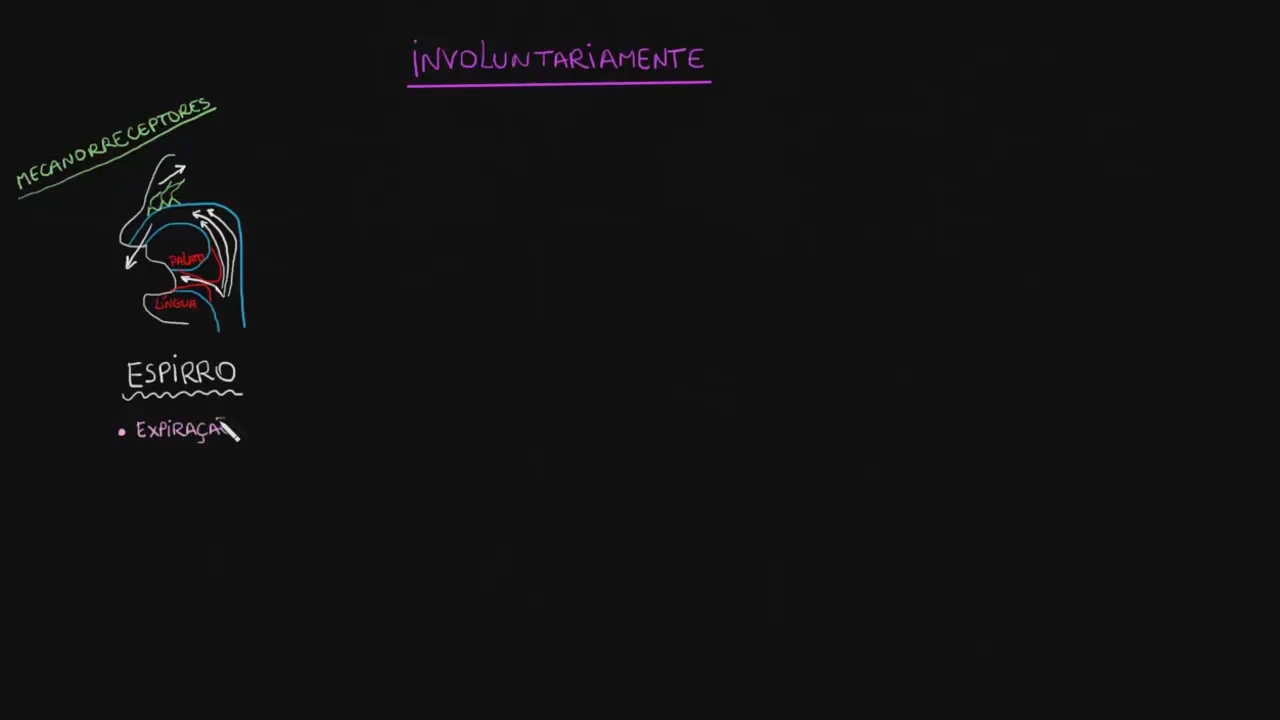 INVOLUNTARIAMENTE
MECANORRECEPTORES
PALATO
LÍNGUA
ESPIRRO
• EXPIRAÇÃ